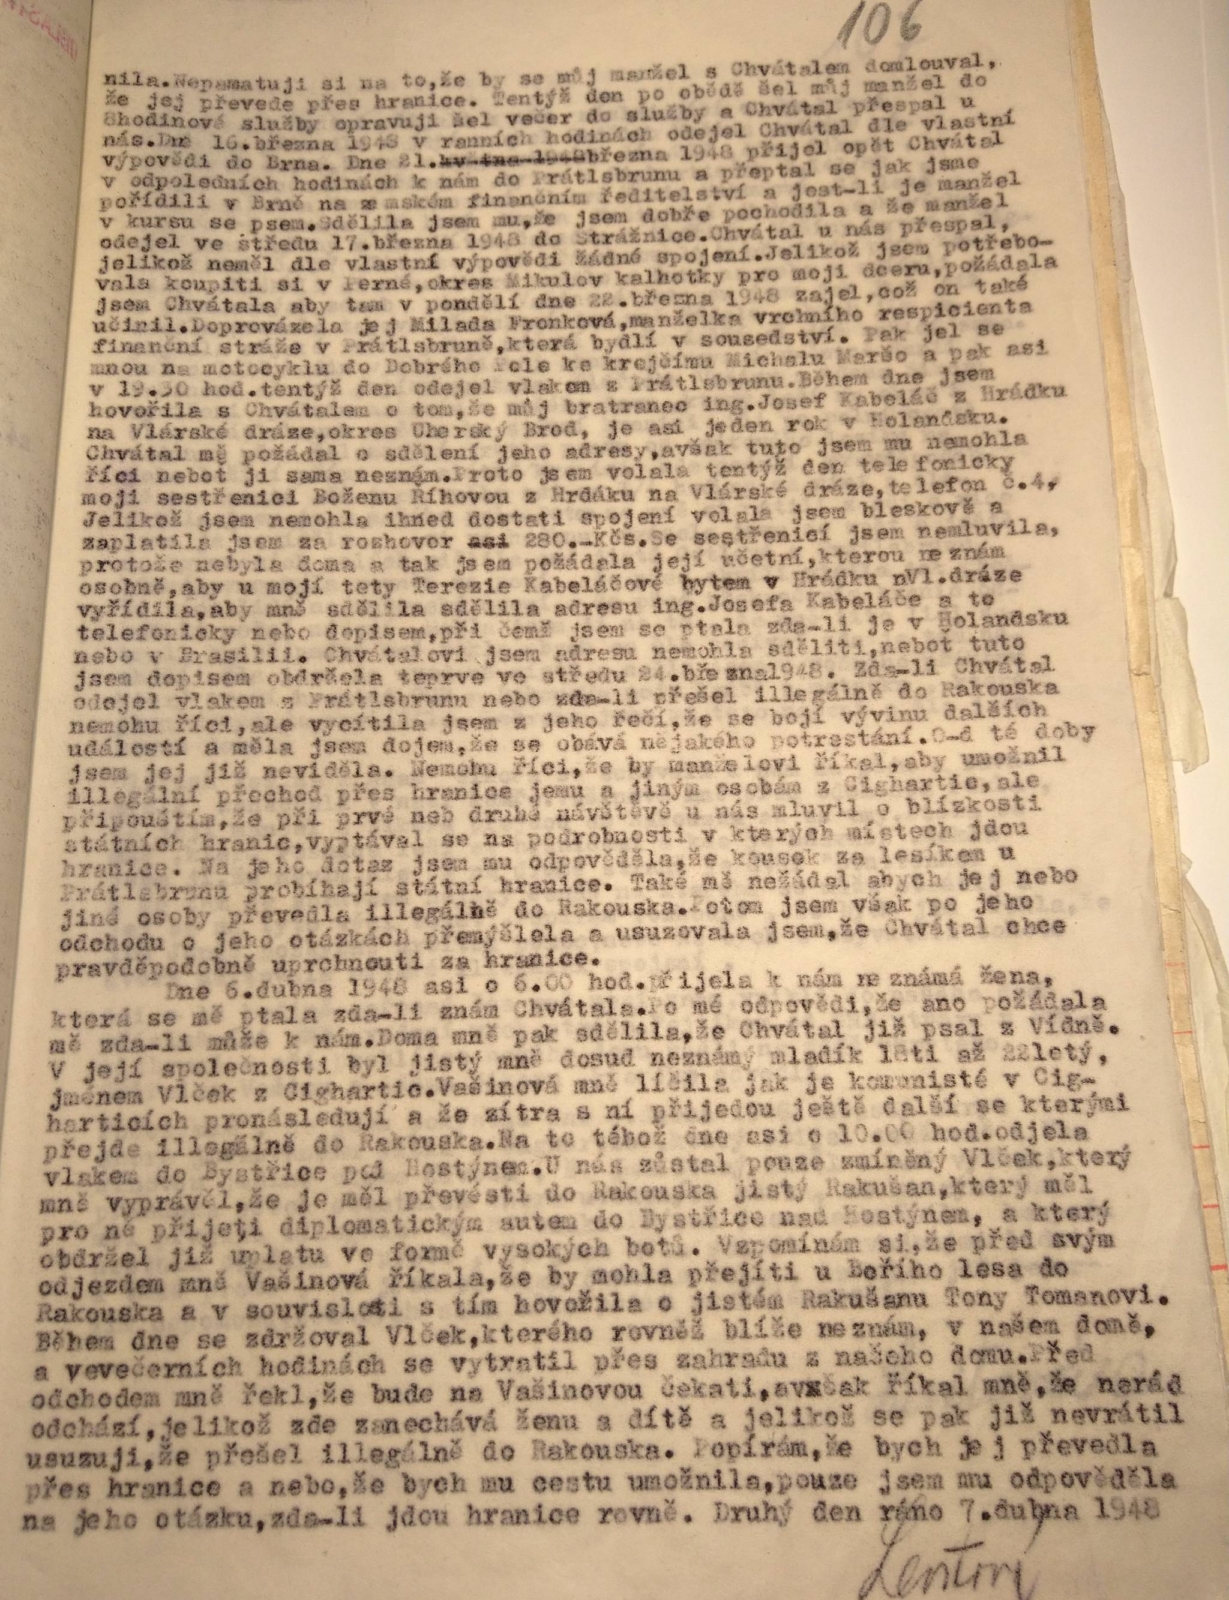 106
nila.Nepamatuji si na to,že by se můj manžel s Chvátalem domlouval,
že jej převede přes hranice. Tentýž den po obědě šel můj manžel do
8hodinové služby opravuji šel večer do služby a Chvátal přespal u
nás.Dne 16.března 1948 v ranních hodinách odejel Chvátal dle vlastní
výpovědi do Brna. Dne 21.května 1948března 1948 přijel opět Chvátal
v odpoledních hodinách k nám do Prátlsbrunu a přeptal se jak jsme
pořídili v Brně na zemském finančním ředitelství a jest-li je manžel
v kursu se psem.Sdělila jsem mu,že jsem dobře pochodila a že manžel
odejel ve středu 17.března 1948 do Strážnice.Chvátal u nás přespal,
jelikož neměl dle vlastní výpovědi žádné spojení.Jelikož jsem potřebo-
vala koupiti si v Perné,okres Mikulov kalhotky pro moji dceru,požádala
jsem Chvátala aby tam v pondělí dne 22.března 1948 zajel,což on také
učinil.Doprovázela jej Milada Fronková,manželka vrchního respicienta
finanční stráže v Prátlsbruně,která bydlí v sousedství. Pak jel se
mnou na motocyklu do Dobrého Pole ke krejčímu Michalu Maršo a pak asi
v 19.30 hod.tentýž den odejel vlakem z Prátlsbrunu.Během dne jsem
hovořila s Chvátalem o tom,že můj bratranec ing.Josef Kabeláč z Hrádku
na Vlárské dráze,okres Uherský Brod, je asi jeden rok v Holandsku.
Chvátal mě požádal o sdělení jeho adresy,avšak tuto jsem mu nemohla
říci neboť ji sama neznám.Proto jsem volala tentýž den telefonicky
moji sestřenici Boženu Říhovou z Hrdáku na Vlárské dráze,telefon č.4,
Jelikož jsem nemohla ihned dostati spojení volala jsem bleskově a
zaplatila jsem za rozhovor asi 280.-Kčs.Se sestřenicí jsem nemluvila,
protože nebyla doma a tak jsem požádala její účetní,kterou neznám
osobně,aby u mojí tety Terezie Kabeláčové bytem v Hrádku nVl.dráze
vyřídila,aby mně sdělila sdělila adresu ing.Josefa Kabeláče a to
telefonicky nebo dopisem,při čemž jsem se ptala zda-li je v Holandsku
nebo v Brasilii. Chvátalovi jsem adresu nemohla sděliti,neboť tuto
jsem dopisem obdržela teprve ve středu 24.března1948. Zda-li Chvátal
odejel vlakem z Prátlsbrunu nebo zda-li přešel illegálně do Rakouska
nemohu říci,ale vycítila jsem z jeho řečí,že se bojí vývinu dalších
událostí a měla jsem dojem,že se obává nějakého potrestání.O-d té doby
jsem jej již neviděla. Nemohu říci,že by manželovi říkal,aby umožnil
illegální přechod přes hranice jemu a jiným osobám z Cighartic,ale
připouštím,že při prvé neb druhé návštěvě u nás mluvil o blízkosti
státních hranic,vyptával se na podrobnosti v kterých místech jdou
hranice. Na jeho dotaz jsem mu odpověděla,že kousek za lesíkem u
Prátlsbrunu probíhají státní hranice. Také mě nežádal abych jej nebo
jiné osoby převedla illegálně do Rakouska.Potom jsem však po jeho
odchodu o jeho otázkách přemýšlela a usuzovala jsem,že Chvátal chce
pravděpodobně uprchnouti za hranice.
Dne 6.dubna 1948 asi o 6.00 hod.přijela k nám neznámá žena,
která se mě ptala zda-li znám Chvátala.Po mé odpovědi,že ano požádala
mě zda-li může k nám.Doma mně pak sdělila,že Chvátal již psal z Vídně.
V její společnosti byl jistý mně dosud neznámý mladík 18ti až 22letý,
jménem Vlček z Cighartic.Vašinová mně líčila jak je komunisté v Cig-
harticích pronásledují a že zítra s ní přijedou ještě další se kterými
přejde illegálně do Rakouska.Na to téhož dne asi o 10.00 hod.odjela
vlakem do Bystřice pod Hostýnem.U nás zůstal pouze zmíněný Vlček,který
mně vyprávěl,že je měl převésti do Rakouska jistý Rakušan,který měl
pro ně přijeti diplomatickým autem do Bystřice nad Hostýnem, a který
obdržel již úplatu ve formě vysokých botů. Vzpomínám si,že před svým
odjezdem mně Vašinová říkala,že by mohla přejíti u Bořího lesa do
Rakouska a v souvisloti s tím hovořila o jistém Rakušanu Tony Tomanovi.
Během dne se zdržoval Vlček,kterého rovněž blíže neznám, v našem domě,
a vevečerních hodinách se vytratil přes zahradu z našeho domu.Před
odchodem mně řekl,že bude na Vašinovou čekati,avxšak říkal mně,že nerád
odchází,jelikož zde zanechává ženu a dítě a jelikož se pak již nevrátil
usuzuji,že přešel illegálně do Rakouska. Popírám,že bych jej převedla
přes hranice a nebo,že bych mu cestu umožnila,pouze jsem mu odpověděla
na jeho otázku,zda-li jdou hranice rovně. Druhý den ráno 7.dubna 1948